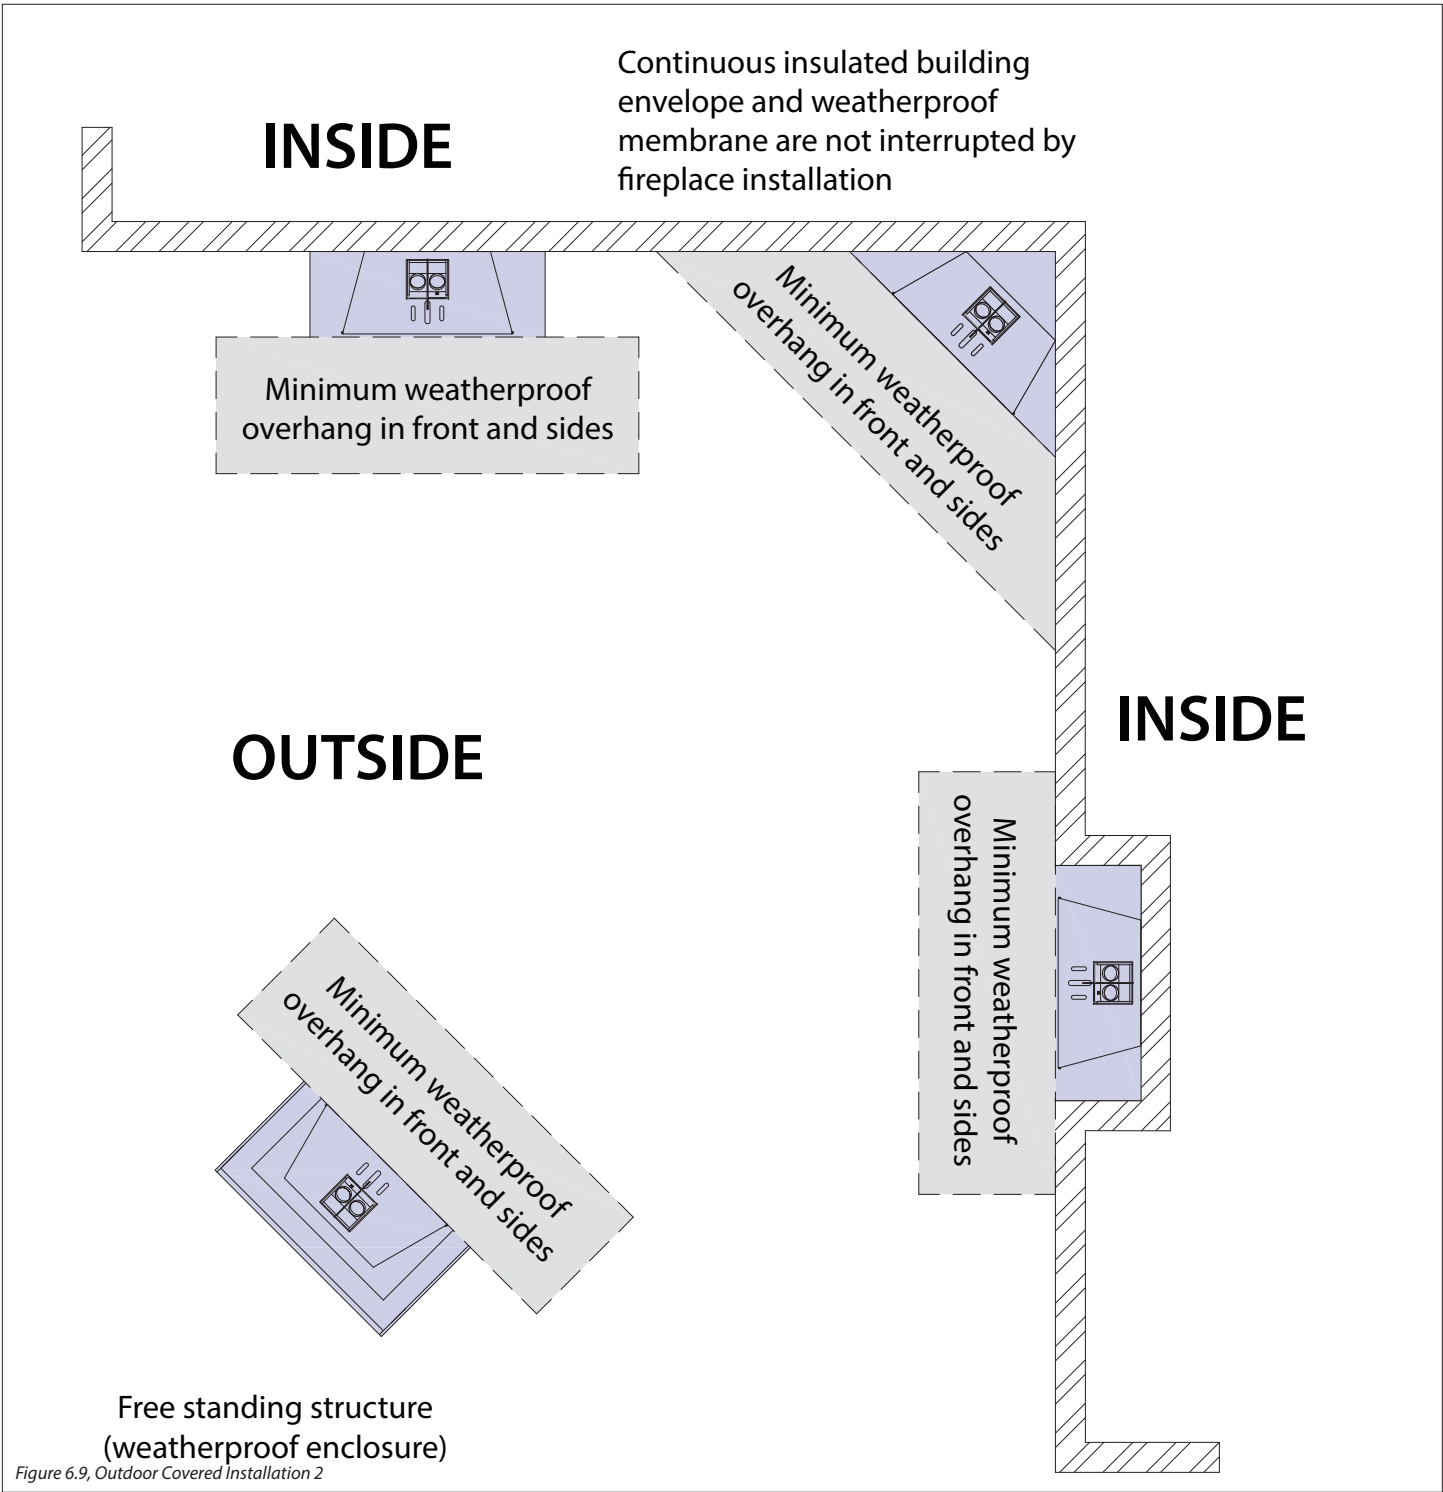 Continuous insulated building
envelope and weatherproof
membrane are not interrupted by
fireplace installation
INSIDE
Minimum weatherproof
overhang in front and sides
Minimum weatherproof
overhang in front and sides
INSIDE
OUTSIDE
Minimum weatherproof
overhang in front and sides
Minimum weatherproof
overhang in front and sides
Free standing structure
(weatherproof enclosure)
Figure 6.9, Outdoor Covered Installation 2